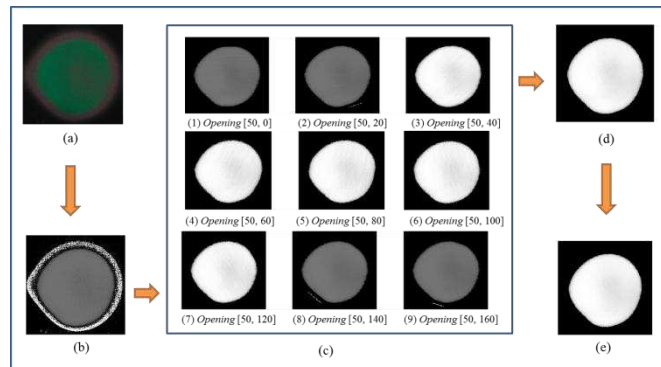 (a)
(b)
(1) Opening [50, 0]
(2) Opening [50, 20]
(3) Opening [50, 40]
(4) Opening [50, 60]
(5) Opening [50, 80]
(6) Opening [50, 100]
(7) Opening [50, 120]
(8) Opening [50, 140]
(9) Opening [50, 160]
(c)
(d)
(e)